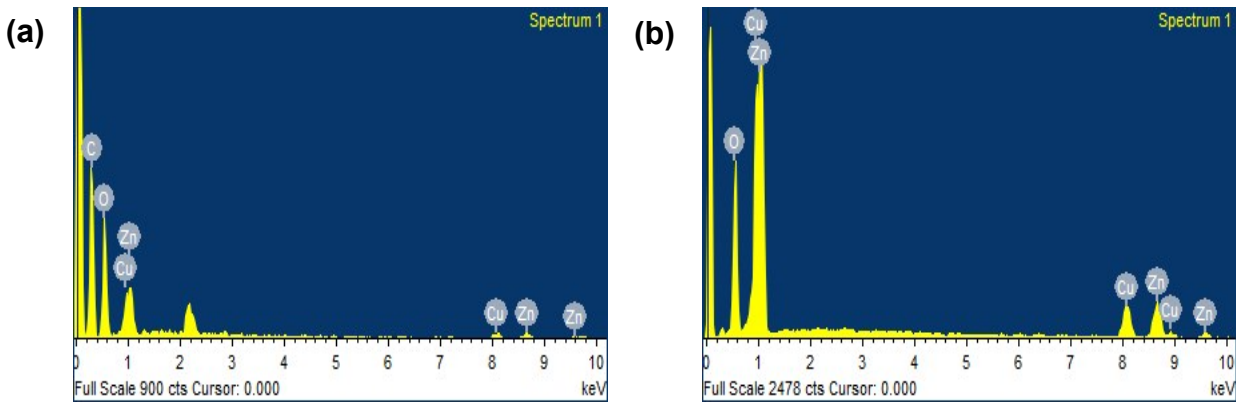 (a)
Spectrum 1
C
O
Zn
Cu
Cu
Zn
Zn
0 1 2 3 4 5 6 7 8 9 10
Full Scale 900 cts Cursor: 0.000 keV
(b)
Spectrum 1
Cu
Zn
O
Cu
Zn
Cu
Zn
0 1 2 3 4 5 6 7 8 9 10
Full Scale 2478 cts Cursor: 0.000 keV